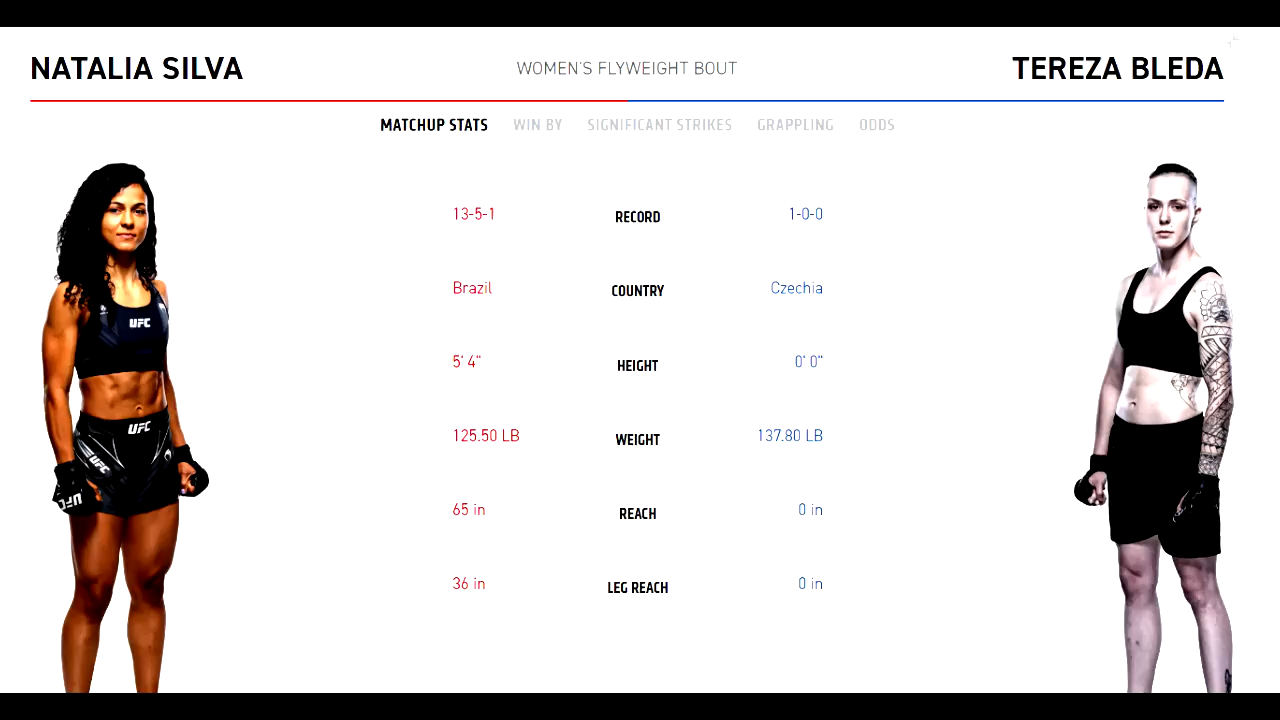 NATALIA SILVA WOMEN'S FLYWEIGHT BOUT TEREZA BLEDA
MATCHUP STATS WIN BY SIGNIFICANT STRIKES GRAPPLING ODDS
13-5-1 RECORD 1-0-0
Brazil COUNTRY Czechia
5' 4" HEIGHT 0' 0"
125.50 LB WEIGHT 137.80 LB
65 in REACH 0 in
36 in LEG REACH 0 in
UFC
UFC
UFC
UFC